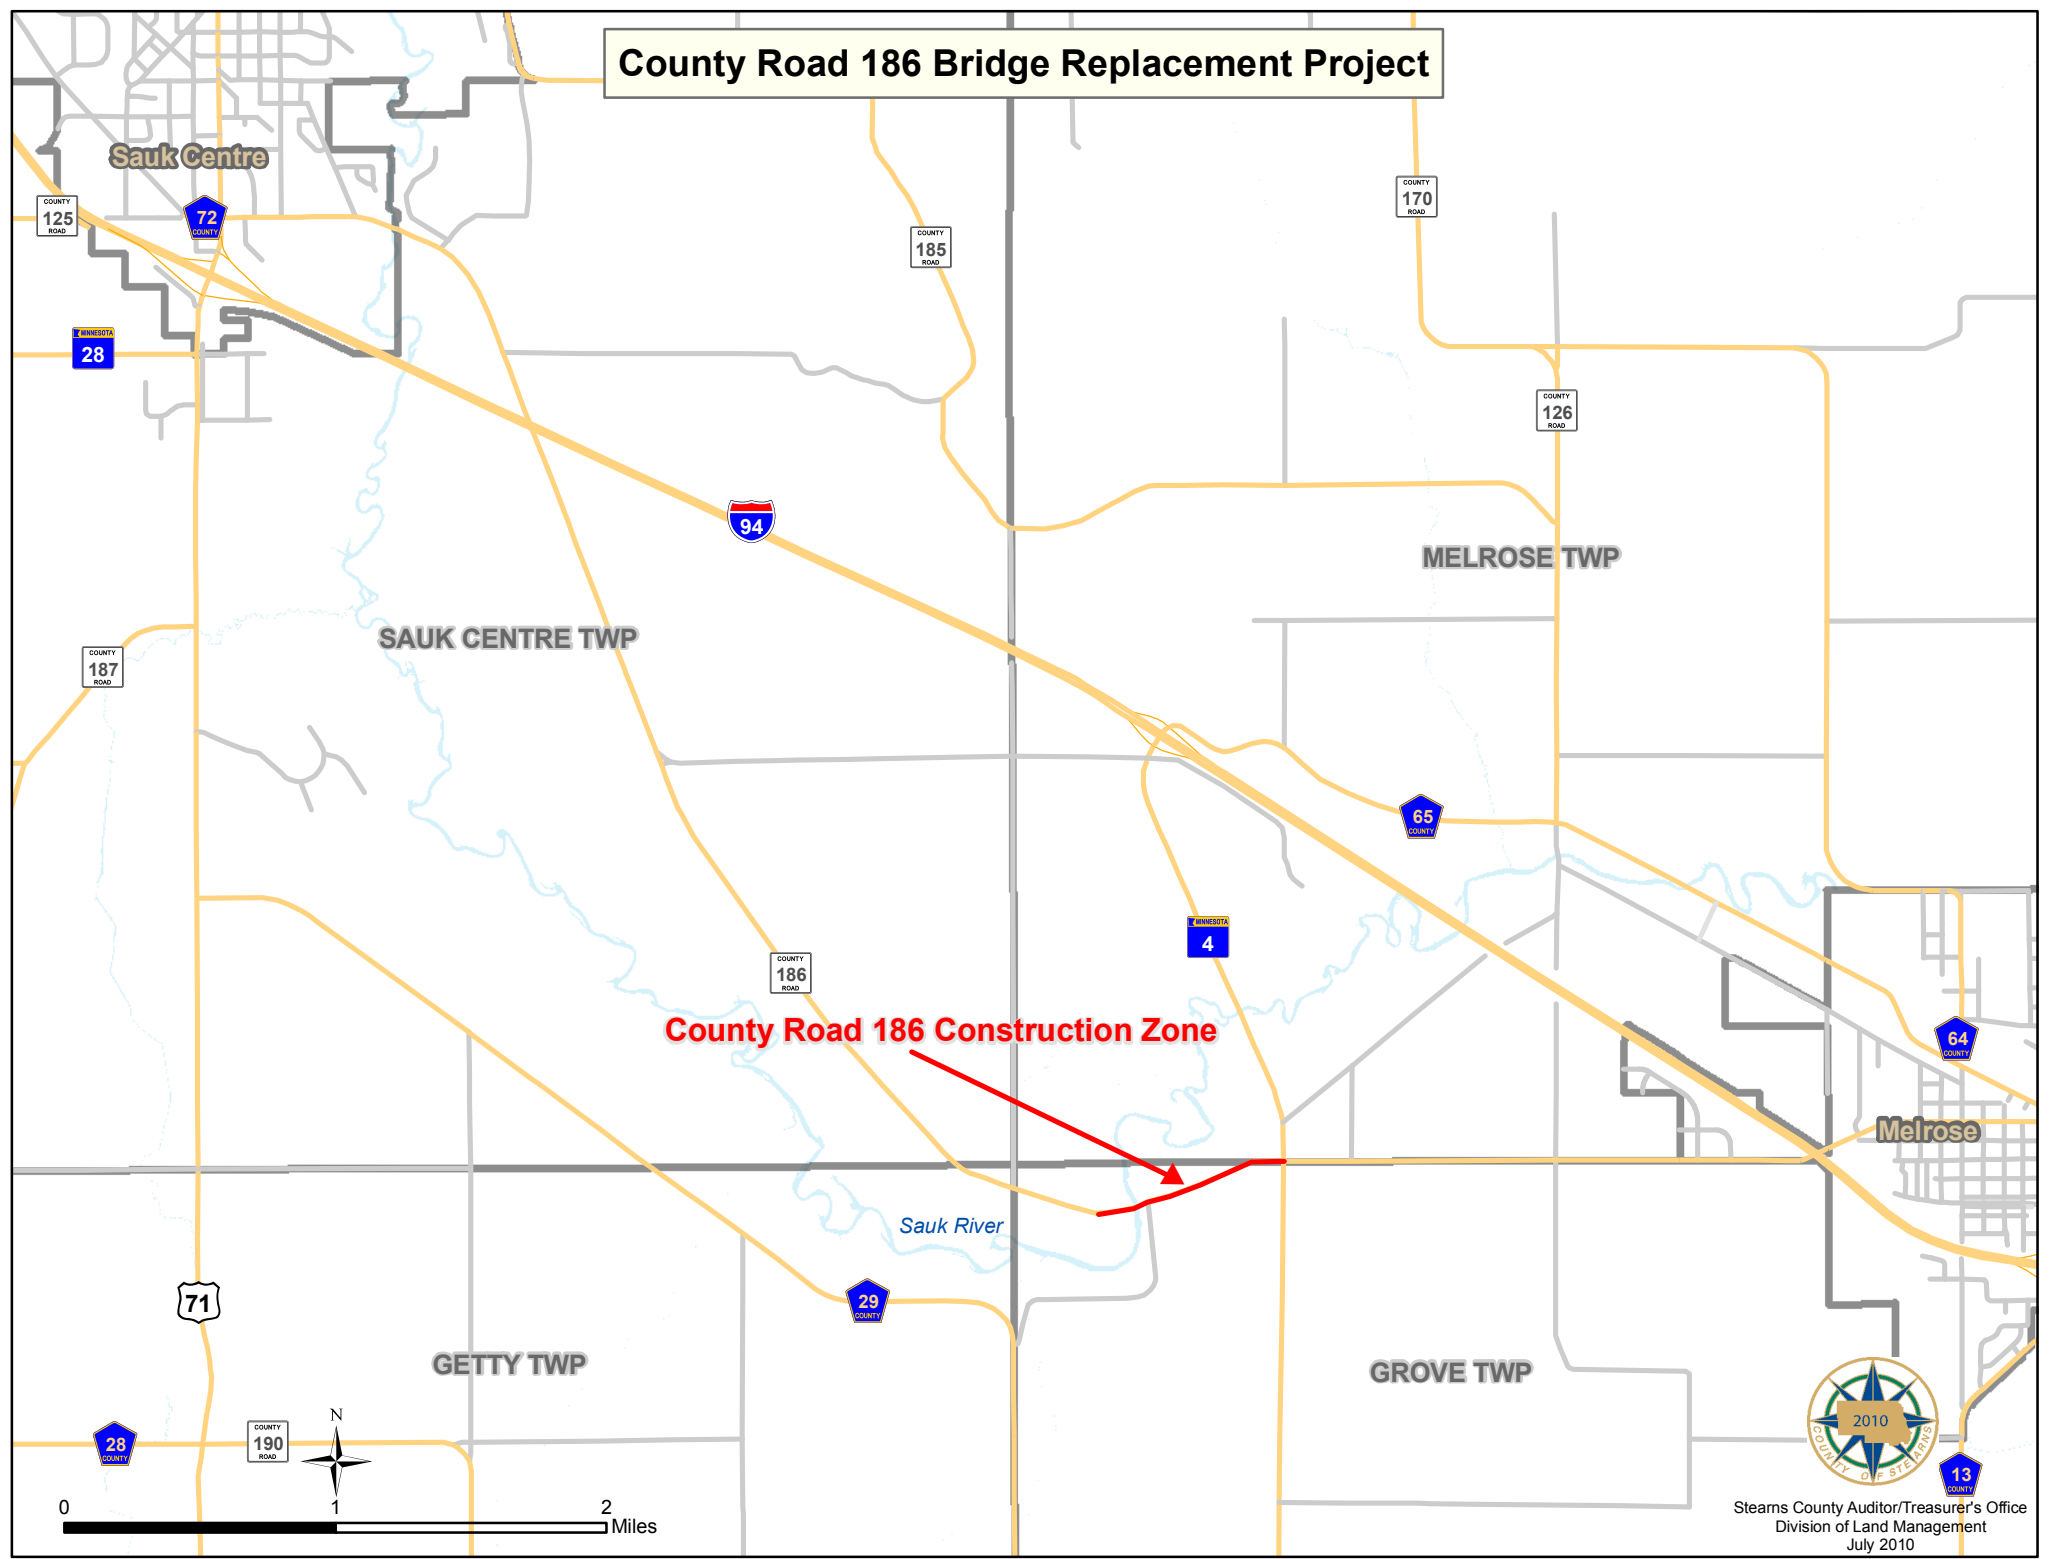 County Road 186 Bridge Replacement Project
Sauk Centre
COUNTY
125
ROAD
72
COUNTY
COUNTY
170
ROAD
COUNTY
185
ROAD
MINNESOTA
28
COUNTY
126
ROAD
94
MELROSE TWP
SAUK CENTRE TWP
COUNTY
187
ROAD
65
COUNTY
MINNESOTA
4
COUNTY
186
ROAD
County Road 186 Construction Zone
64
COUNTY
Melrose
Sauk River
71
29
COUNTY
GETTY TWP
GROVE TWP
2010
COUNTY OF STEARNS
28
COUNTY
COUNTY
190
ROAD
N
13
COUNTY
0 1 2
Miles
Stearns County Auditor/Treasurer's Office
Division of Land Management
July 2010